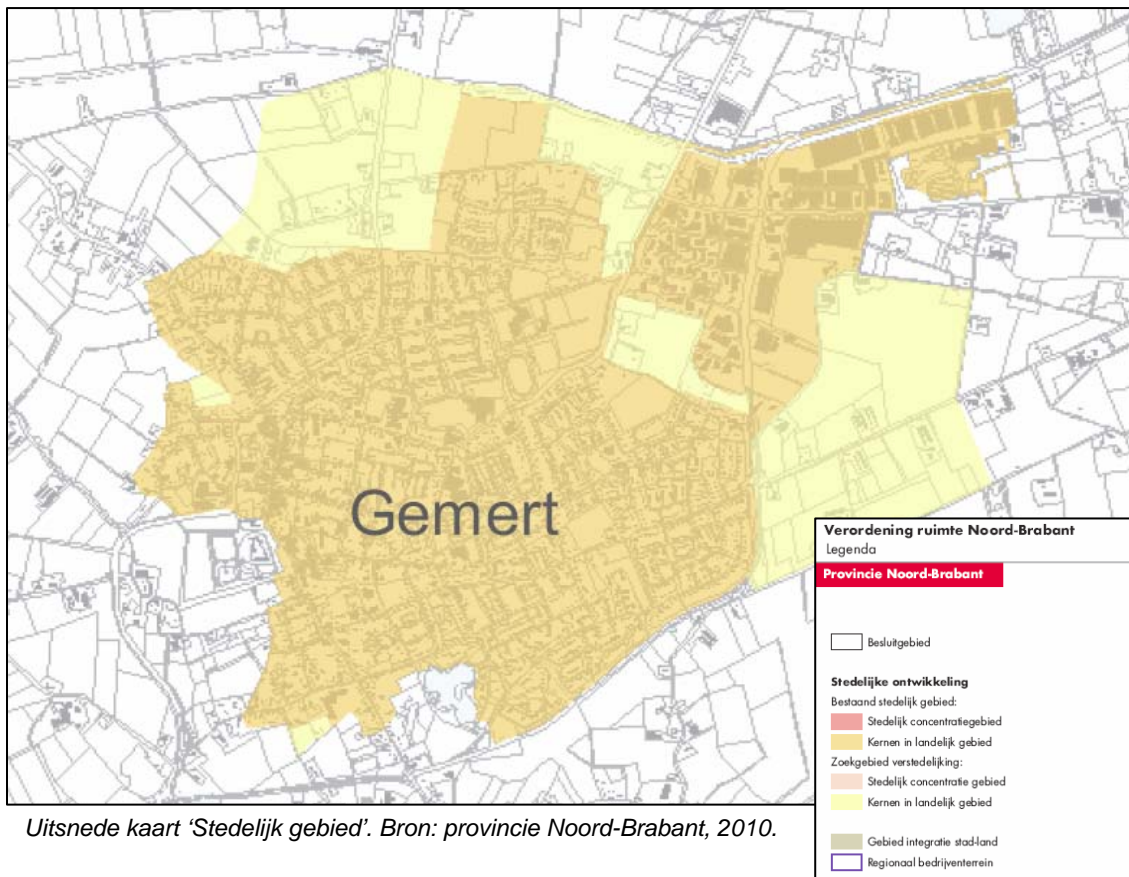 Gemert
Verordening ruimte Noord-Brabant
Legenda
Provincie Noord-Brabant
Besluitgebied
Stedelijke ontwikkeling
Bestaand stedelijk gebied:
Stedelijk concentratiegebied
Kernen in landelijk gebied
Zoekgebied verstedelijking:
Stedelijk concentratie gebied
Kernen in landelijk gebied
Gebied integratie stad-land
Regionaal bedrijventerrein
Uitsnede kaart ‘Stedelijk gebied’. Bron: provincie Noord-Brabant, 2010.